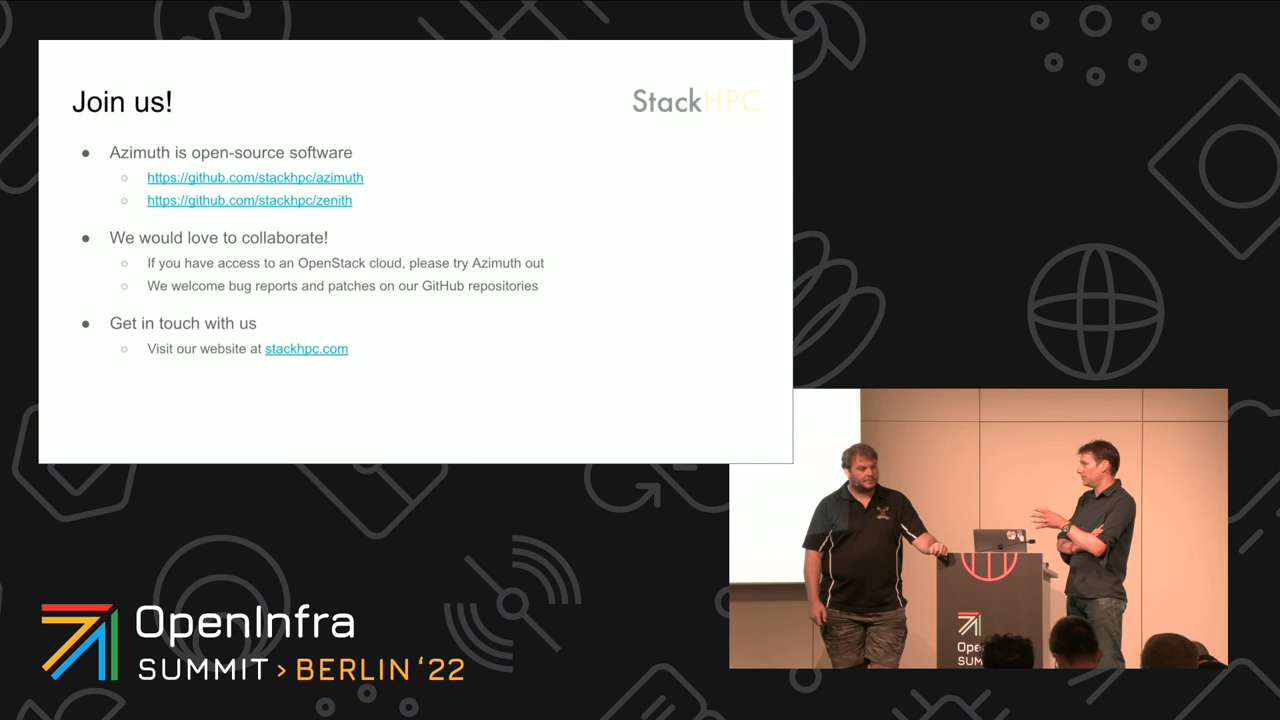 Join us!
StackHPC
Azimuth is open-source software
https://github.com/stackhpc/azimuth
https://github.com/stackhpc/zenith
We would love to collaborate!
If you have access to an OpenStack cloud, please try Azimuth out
We welcome bug reports and patches on our GitHub repositories
Get in touch with us
Visit our website at stackhpc.com
OpenInfra
SUMMIT > BERLIN ‘22